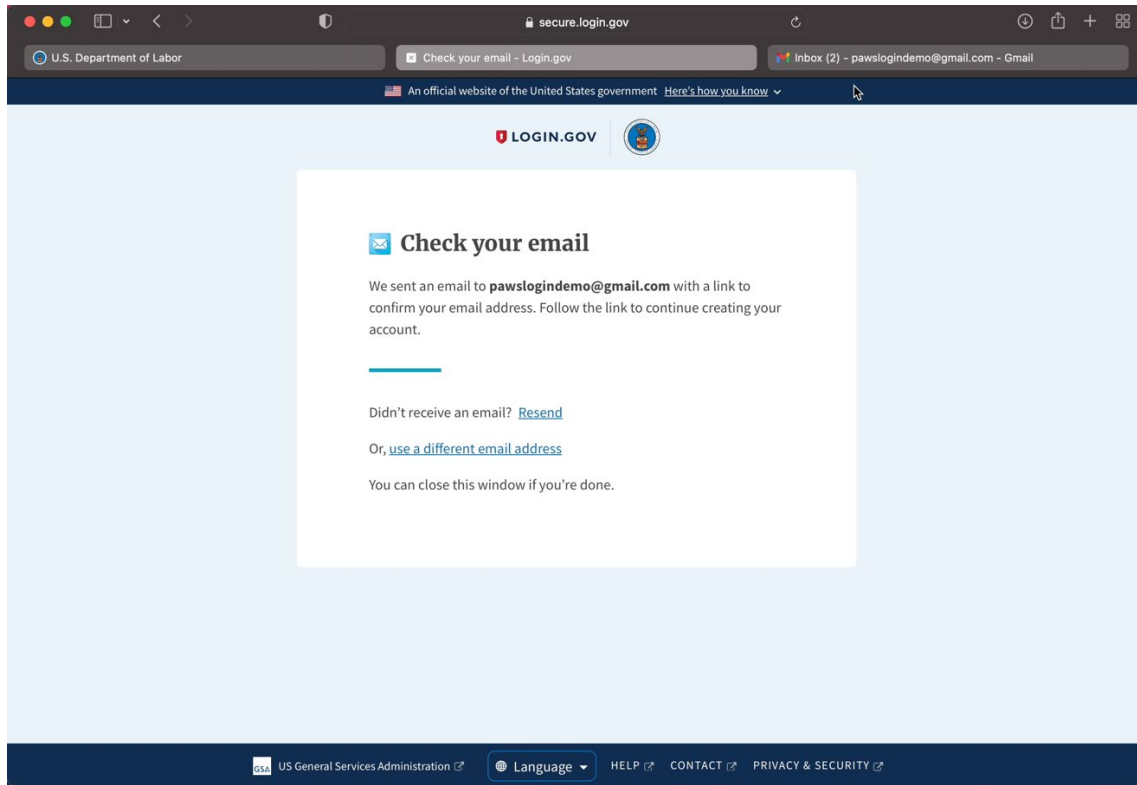 secure.login.gov
U.S. Department of Labor
Check your email - Login.gov
Inbox (2) - pawslogindemo@gmail.com - Gmail
An official website of the United States government Here's how you know
LOGIN.GOV
Check your email
We sent an email to pawslogindemo@gmail.com with a link to
confirm your email address. Follow the link to continue creating your
account.
Didn't receive an email? Resend
Or, use a different email address
You can close this window if you're done.
GSA US General Services Administration
Language
HELP
CONTACT
PRIVACY & SECURITY